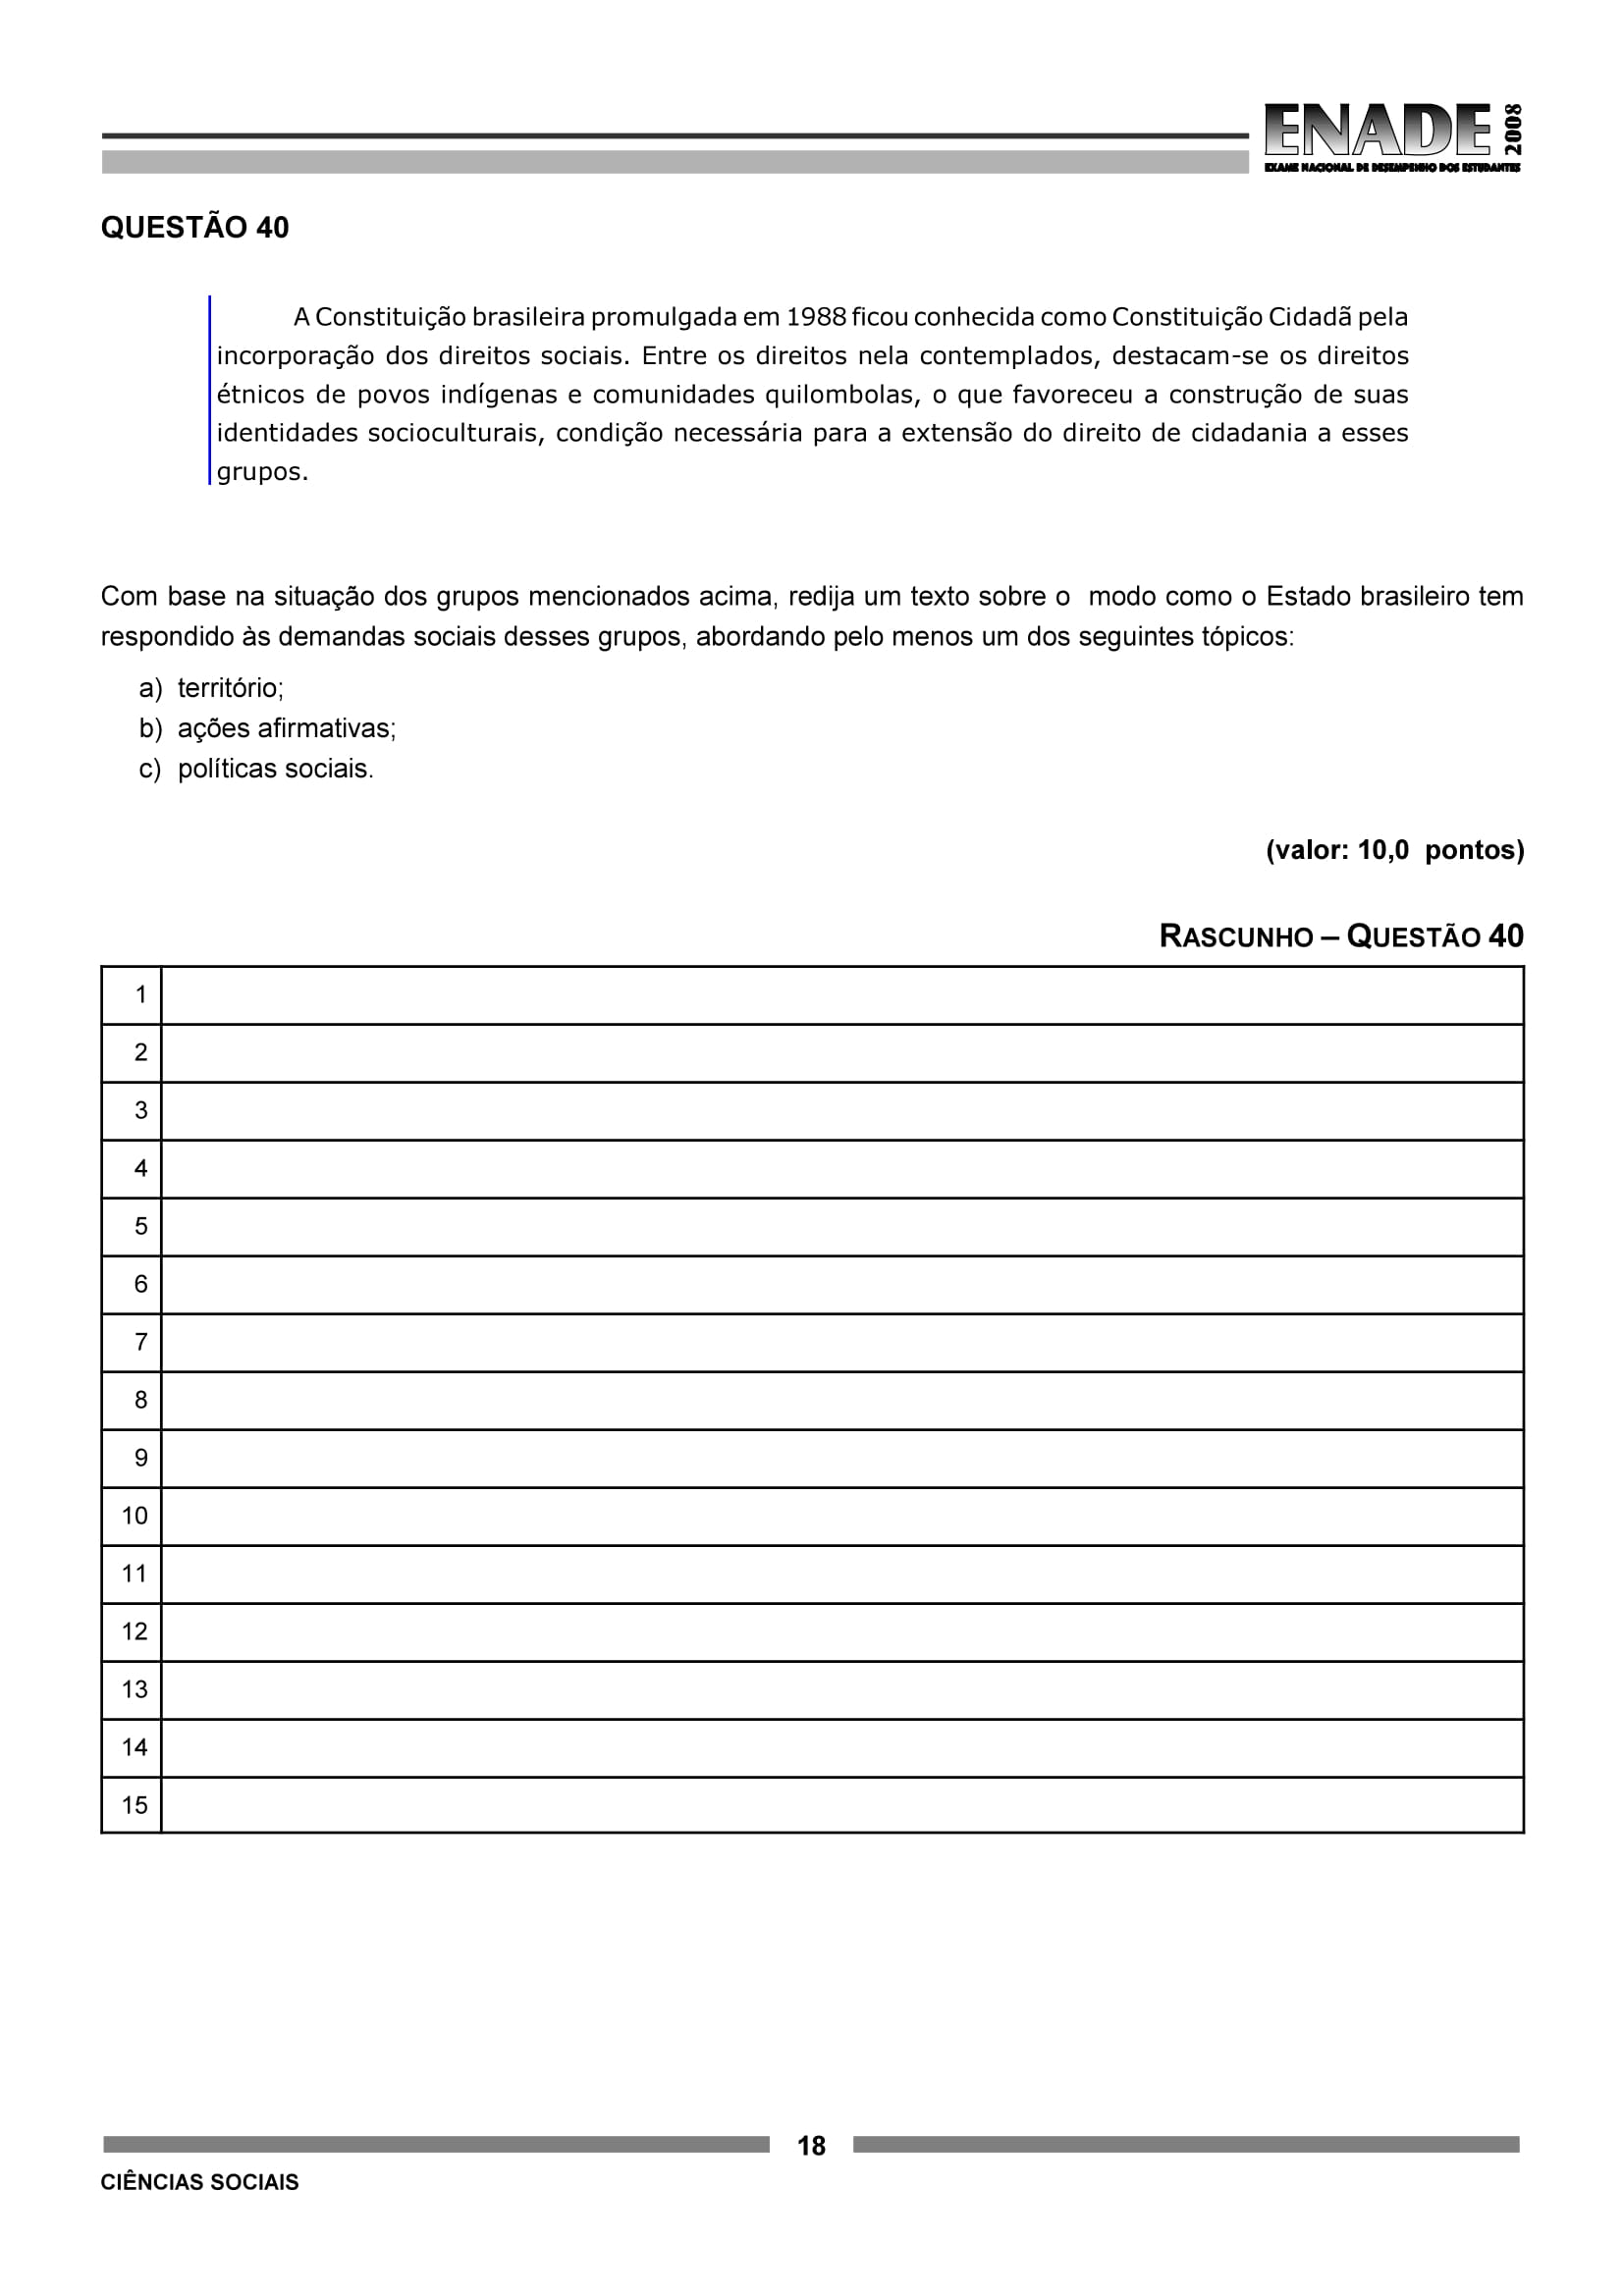 ENADE 2008
EXAME NACIONAL DE DESEMPENHO DOS ESTUDANTES
QUESTÃO 40
A Constituição brasileira promulgada em 1988 ficou conhecida como Constituição Cidadã pela
incorporação dos direitos sociais. Entre os direitos nela contemplados, destacam-se os direitos
étnicos de povos indígenas e comunidades quilombolas, o que favoreceu a construção de suas
identidades socioculturais, condição necessária para a extensão do direito de cidadania a esses
grupos.
Com base na situação dos grupos mencionados acima, redija um texto sobre o modo como o Estado brasileiro tem
respondido às demandas sociais desses grupos, abordando pelo menos um dos seguintes tópicos:
a) território;
b) ações afirmativas;
c) políticas sociais.
(valor: 10,0 pontos)
RASCUNHO – QUESTÃO 40
1
2
3
4
5
6
7
8
9
10
11
12
13
14
15
18
CIÊNCIAS SOCIAIS